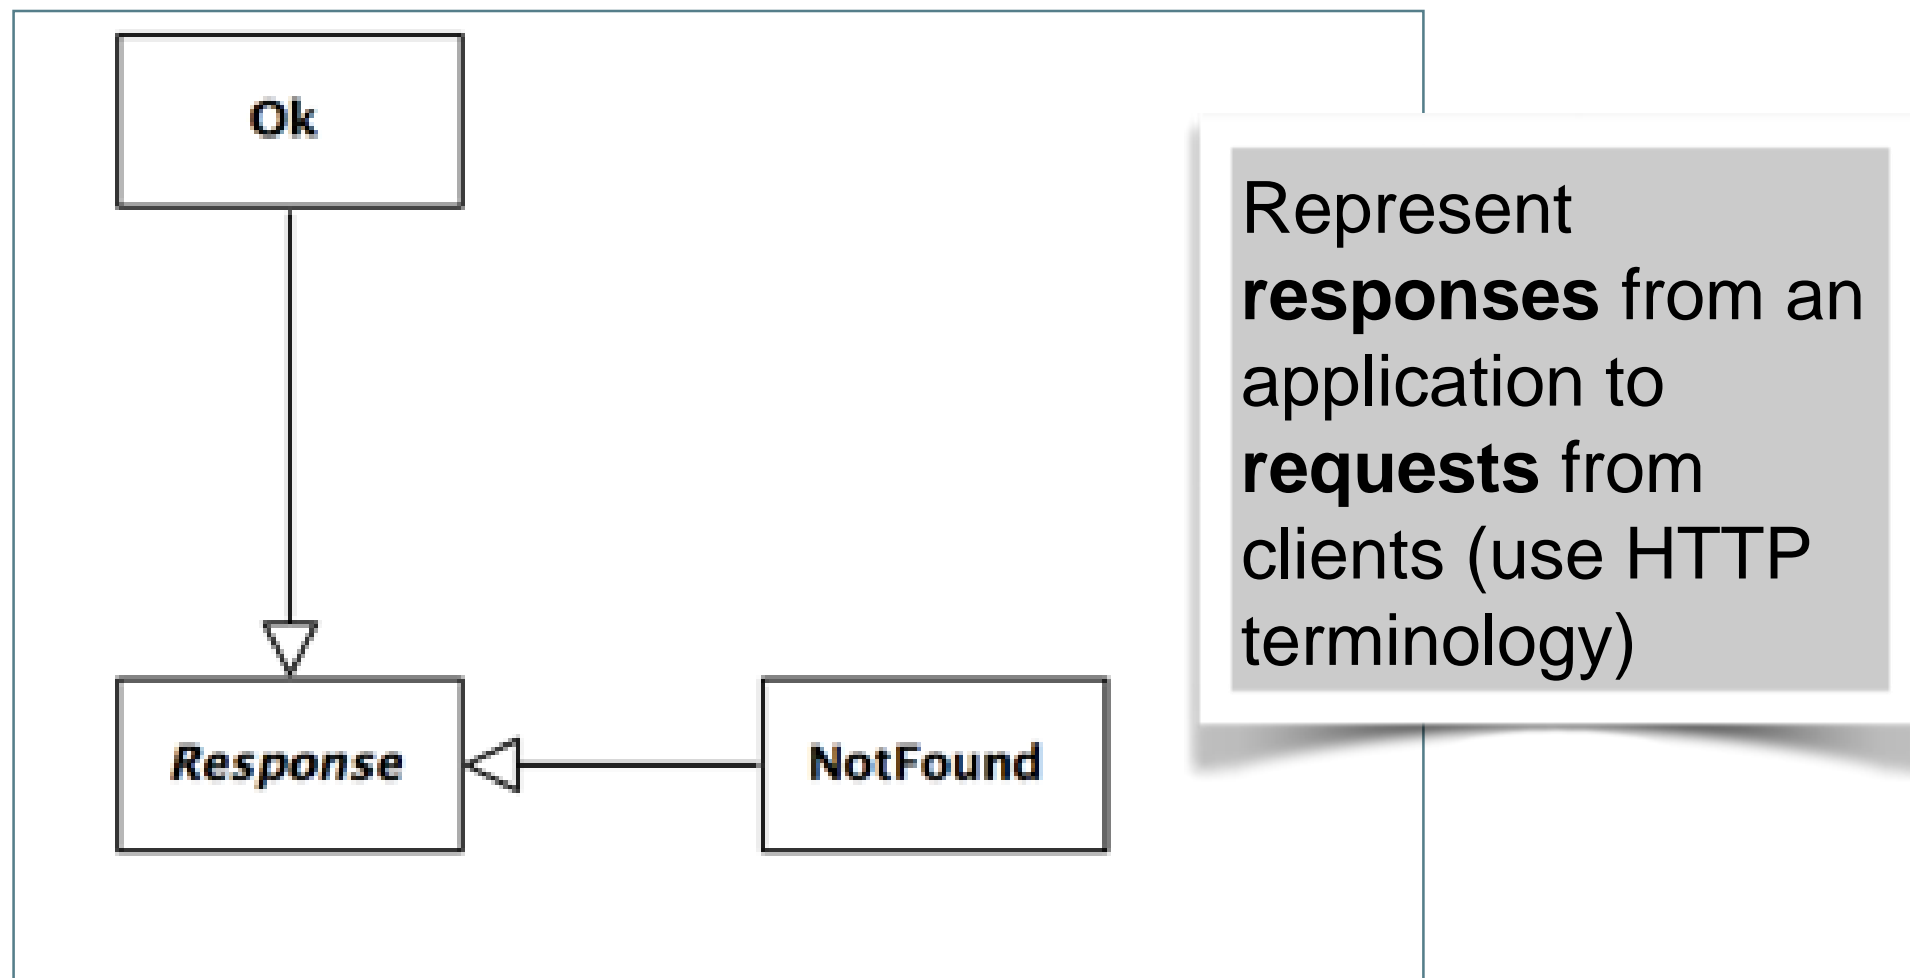 Ok
Represent
responses from an
application to
requests from
clients (use HTTP
terminology)
Response
NotFound